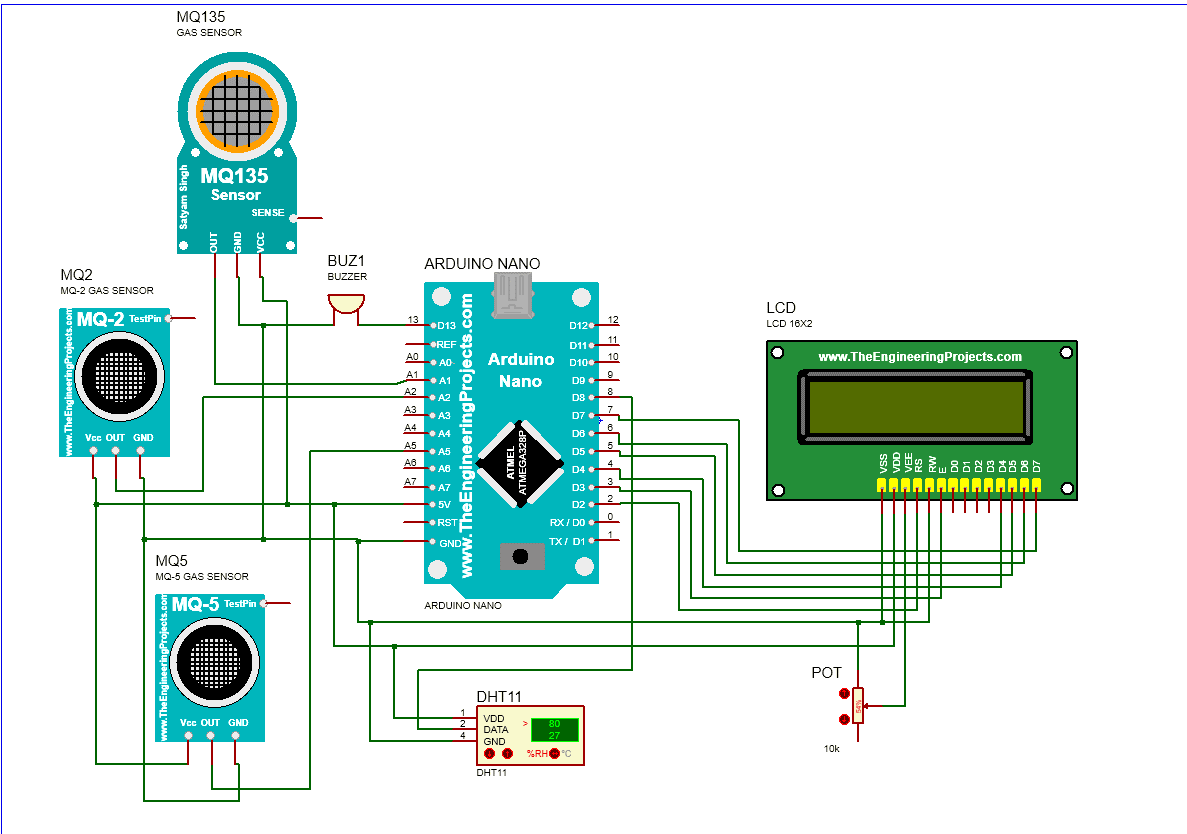 MQ135
GAS SENSOR
MQ135
Sensor
Satyam Singh
SENSE
OUT
GND
VCC
MQ2
MQ-2 GAS SENSOR
MQ-2 TestPin
www.TheEngineeringProjects.com
Vcc OUT GND
BUZ1
BUZZER
ARDUINO NANO
www.TheEngineeringProjects.com
Arduino
Nano
ATMEL
ATMEGA328P
13 D13
REF
A0 A0
A1 A1
A2 A2
A3 A3
A4 A4
A5 A5
A6 A6
A7 A7
5V
RST
GND
D12 12
D11 11
D10 10
D9 9
D8 8
D7 7
D6 6
D5 5
D4 4
D3 3
D2 2
RX / D0 0
TX / D1 1
ARDUINO NANO
LCD
LCD 16X2
www.TheEngineeringProjects.com
VSS
VDD
VEE
RS
RW
E
D0
D1
D2
D3
D4
D5
D6
D7
MQ5
MQ-5 GAS SENSOR
MQ-5 TestPin
www.TheEngineeringProjects.com
Vcc OUT GND
DHT11
1 VDD
2 DATA
4 GND
> 80
27
%RH °C
DHT11
POT
54%
10k